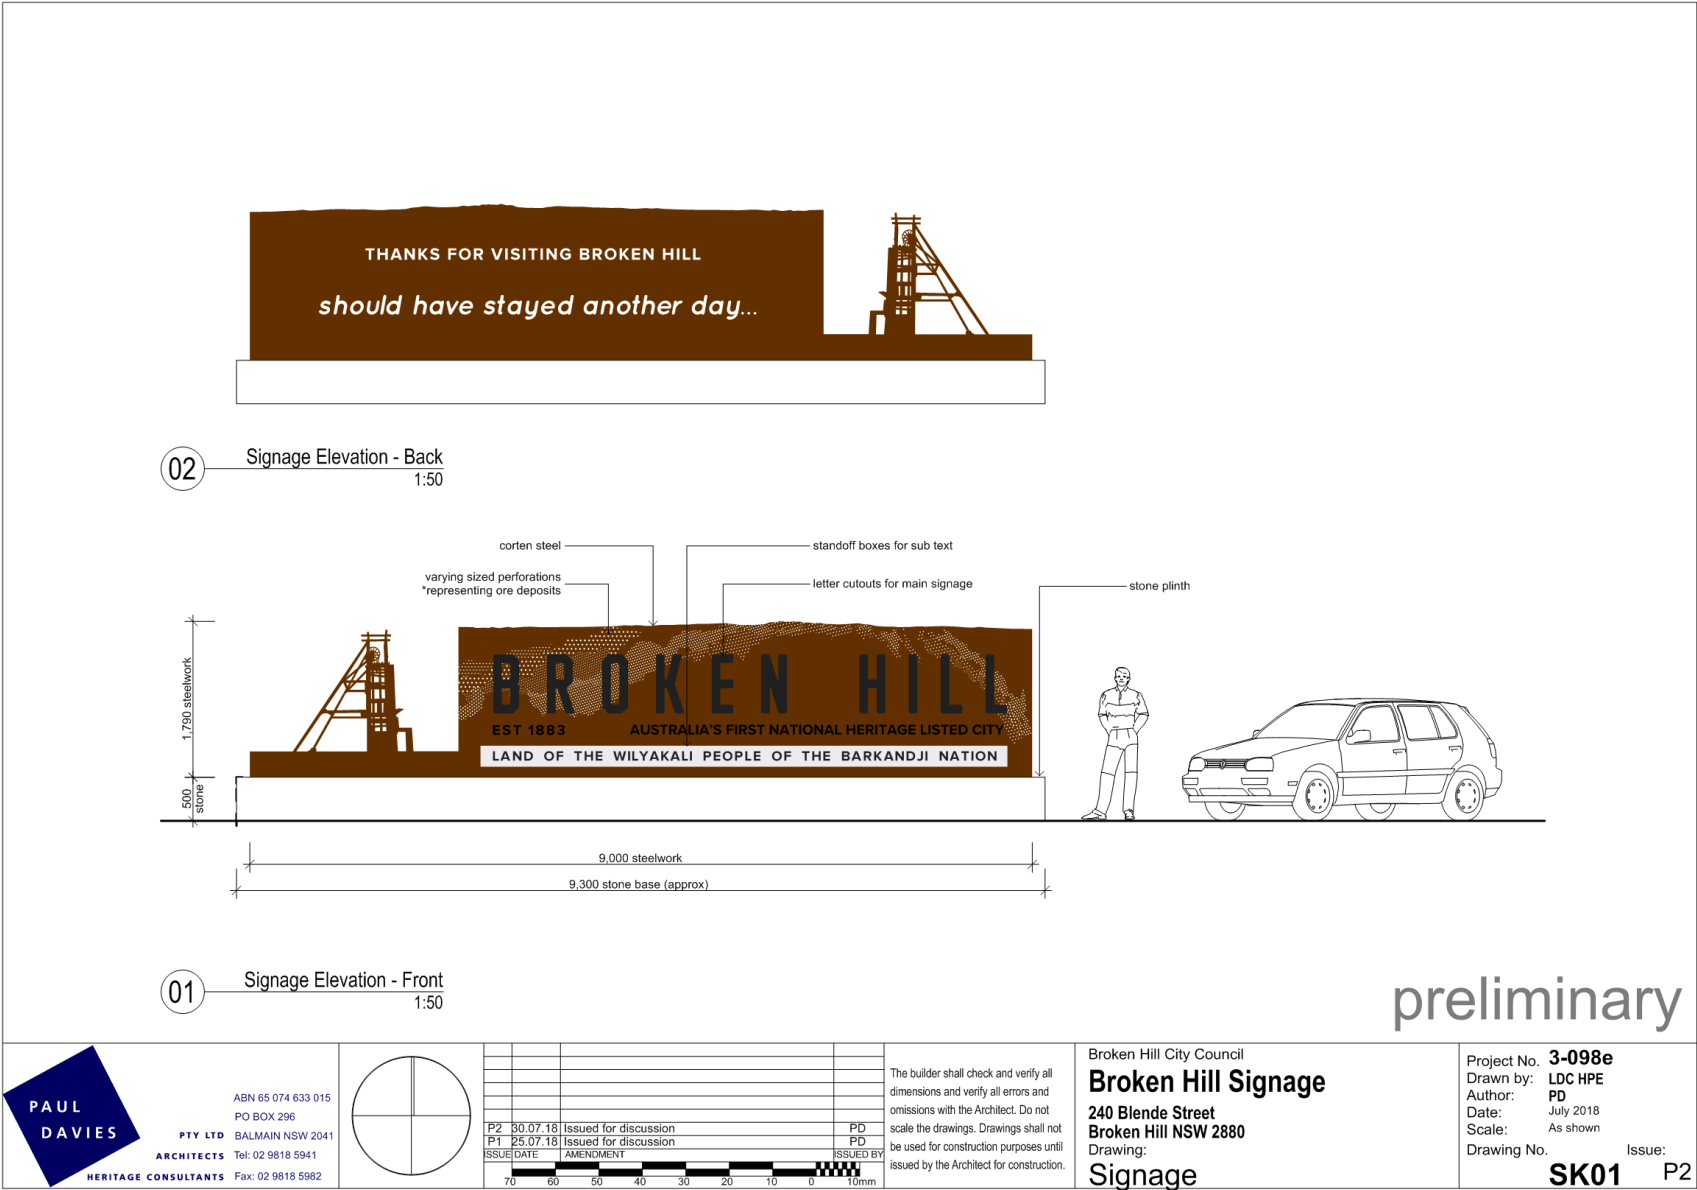 THANKS FOR VISITING BROKEN HILL
should have stayed another day...
02
Signage Elevation - Back
1:50
corten steel
standoff boxes for sub text
varying sized perforations
*representing ore deposits
letter cutouts for main signage
stone plinth
1,790 steelwork
500
stone
BROKEN HILL
EST 1883
AUSTRALIA'S FIRST NATIONAL HERITAGE LISTED CITY
LAND OF THE WILYAKALI PEOPLE OF THE BARKANDJI NATION
9,000 steelwork
9,300 stone base (approx)
01
Signage Elevation - Front
1:50
preliminary
PAUL
DAVIES
PTY LTD
ARCHITECTS
HERITAGE CONSULTANTS
ABN 65 074 633 015
PO BOX 296
BALMAIN NSW 2041
Tel: 02 9818 5941
Fax: 02 9818 5982
P2 30.07.18 Issued for discussion PD
P1 25.07.18 Issued for discussion PD
ISSUE DATE AMENDMENT ISSUED BY
70 60 50 40 30 20 10 0 10mm
The builder shall check and verify all
dimensions and verify all errors and
omissions with the Architect. Do not
scale the drawings. Drawings shall not
be used for construction purposes until
issued by the Architect for construction.
Broken Hill City Council
Broken Hill Signage
240 Blende Street
Broken Hill NSW 2880
Drawing:
Signage
Project No. 3-098e
Drawn by: LDC HPE
Author: PD
Date: July 2018
Scale: As shown
Drawing No. Issue:
SK01 P2